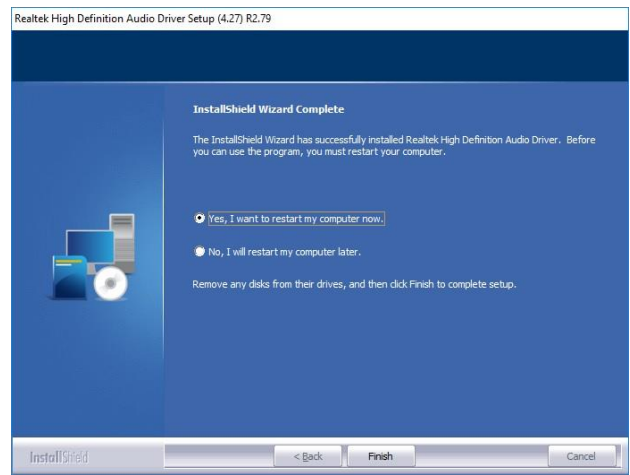 Realtek High Definition Audio Driver Setup (4.27) R2.79
InstallShield Wizard Complete
The InstallShield Wizard has successfully installed Realtek High Definition Audio Driver. Before
you can use the program, you must restart your computer.
Yes, I want to restart my computer now.
No, I will restart my computer later.
Remove any disks from their drives, and then click Finish to complete setup.
InstallShield
< Back
Finish
Cancel